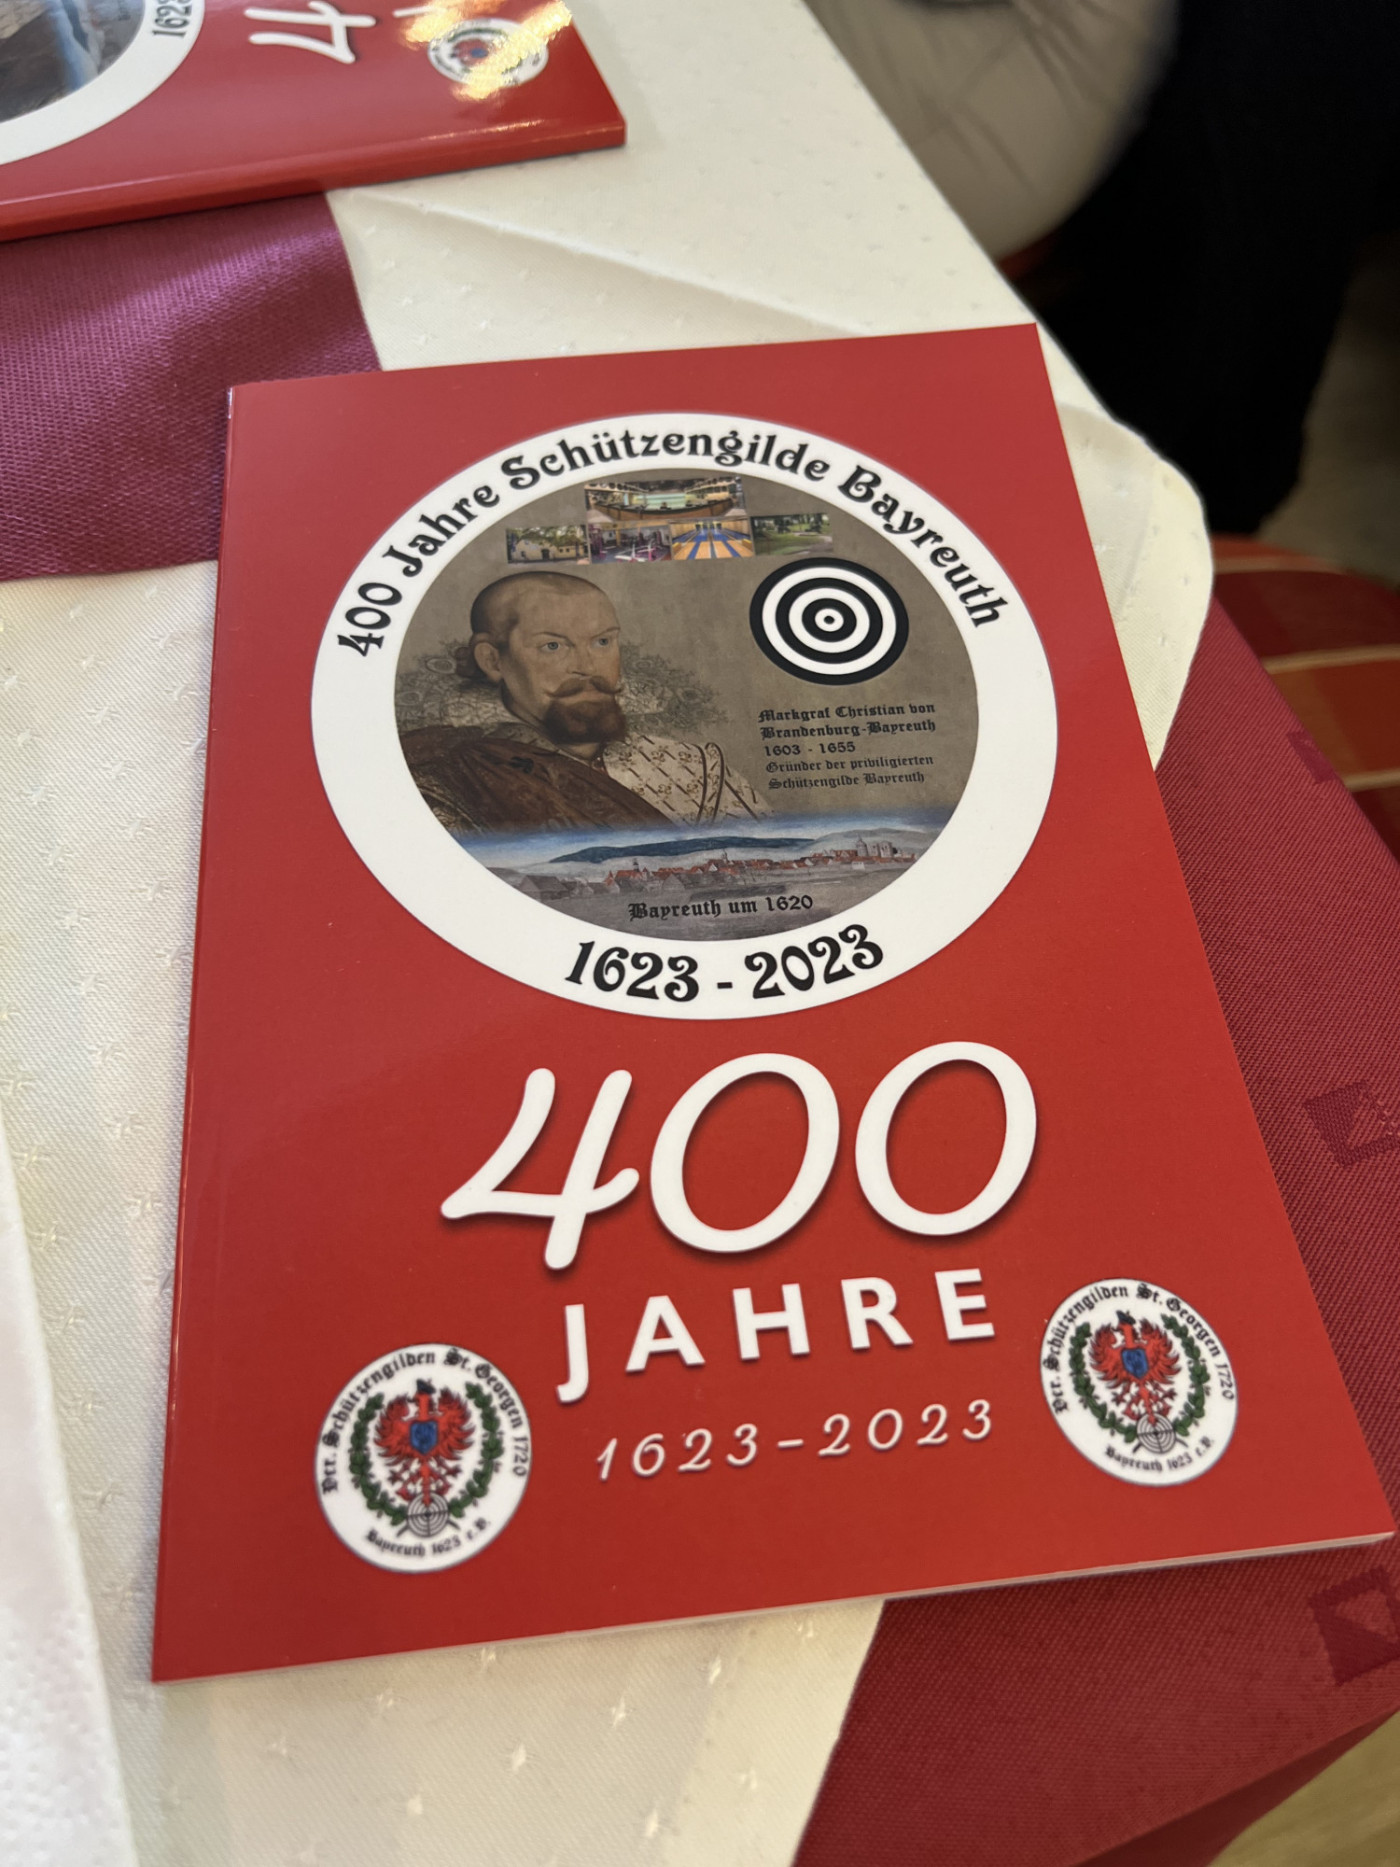 1623
4
400 Jahre Schützengilde Bayreuth
Markgraf Christian von
Brandenburg-Bayreuth
1603 - 1655
Gründer der priviligierten
Schützengilde Bayreuth
Bayreuth um 1620
1623 - 2023
400
JAHRE
1623-2023
Ver. Schützengilden St. Georgen 1720
Bayreuth 1623 e.V.
Ver. Schützengilden St. Georgen 1720
Bayreuth 1623 e.V.